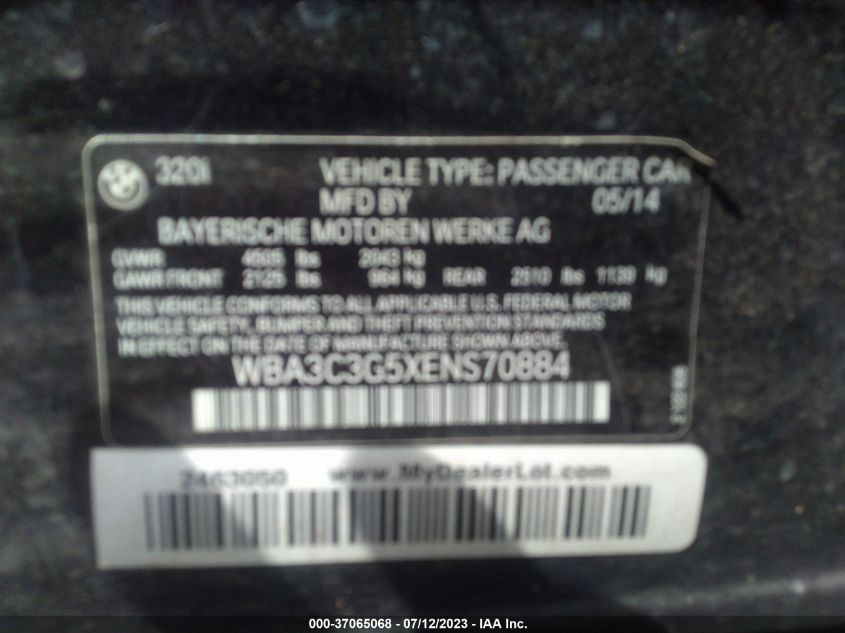 320i VEHICLE TYPE: PASSENGER CAR
MFD BY 05/14
BAYERISCHE MOTOREN WERKE AG
GVWR 4505 lbs 2043 kg
GAWR FRONT 2125 lbs 964 kg REAR 2510 lbs 1139 kg
THIS VEHICLE CONFORMS TO ALL APPLICABLE U.S. FEDERAL MOTOR
VEHICLE SAFETY, BUMPER AND THEFT PREVENTION STANDARDS
IN EFFECT ON THE DATE OF MANUFACTURE SHOWN ABOVE.
WBA3C3G5XENS70884
2463050 www.MyDealerLot.com
000-37065068 - 07/12/2023 - IAA Inc.